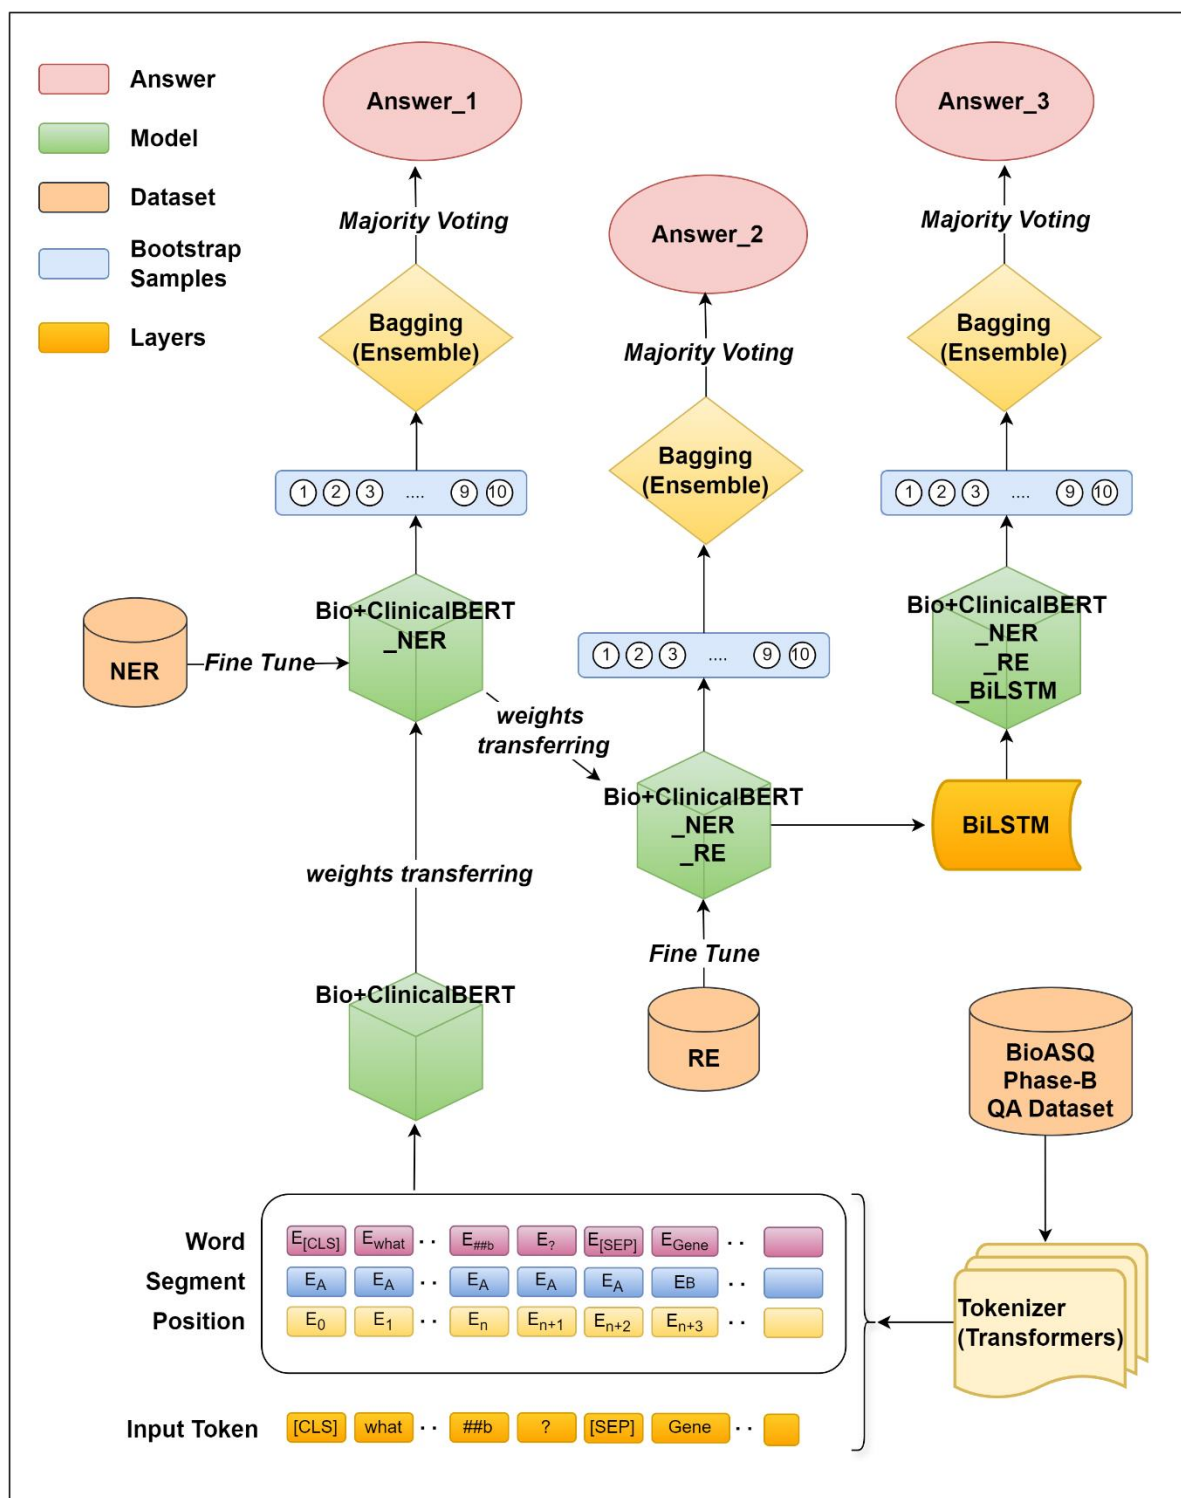 Answer
Model
Dataset
Bootstrap
Samples
Layers
Answer_1
Majority Voting
Bagging
(Ensemble)
1 2 3 .... 9 10
Bio+ClinicalBERT
_NER
NER
Fine Tune
weights transferring
Bio+ClinicalBERT
weights
transferring
Answer_2
Majority Voting
Bagging
(Ensemble)
1 2 3 .... 9 10
Bio+ClinicalBERT
_NER
_RE
Fine Tune
RE
Answer_3
Majority Voting
Bagging
(Ensemble)
1 2 3 .... 9 10
Bio+ClinicalBERT
_NER
_RE
_BiLSTM
BiLSTM
BioASQ
Phase-B
QA Dataset
Tokenizer
(Transformers)
Word E[CLS] Ewhat .. E##b E? E[SEP] EGene ..
Segment EA EA .. EA EA EA EB ..
Position E0 E1 .. En En+1 En+2 En+3 ..
Input Token [CLS] what .. ##b ? [SEP] Gene ..